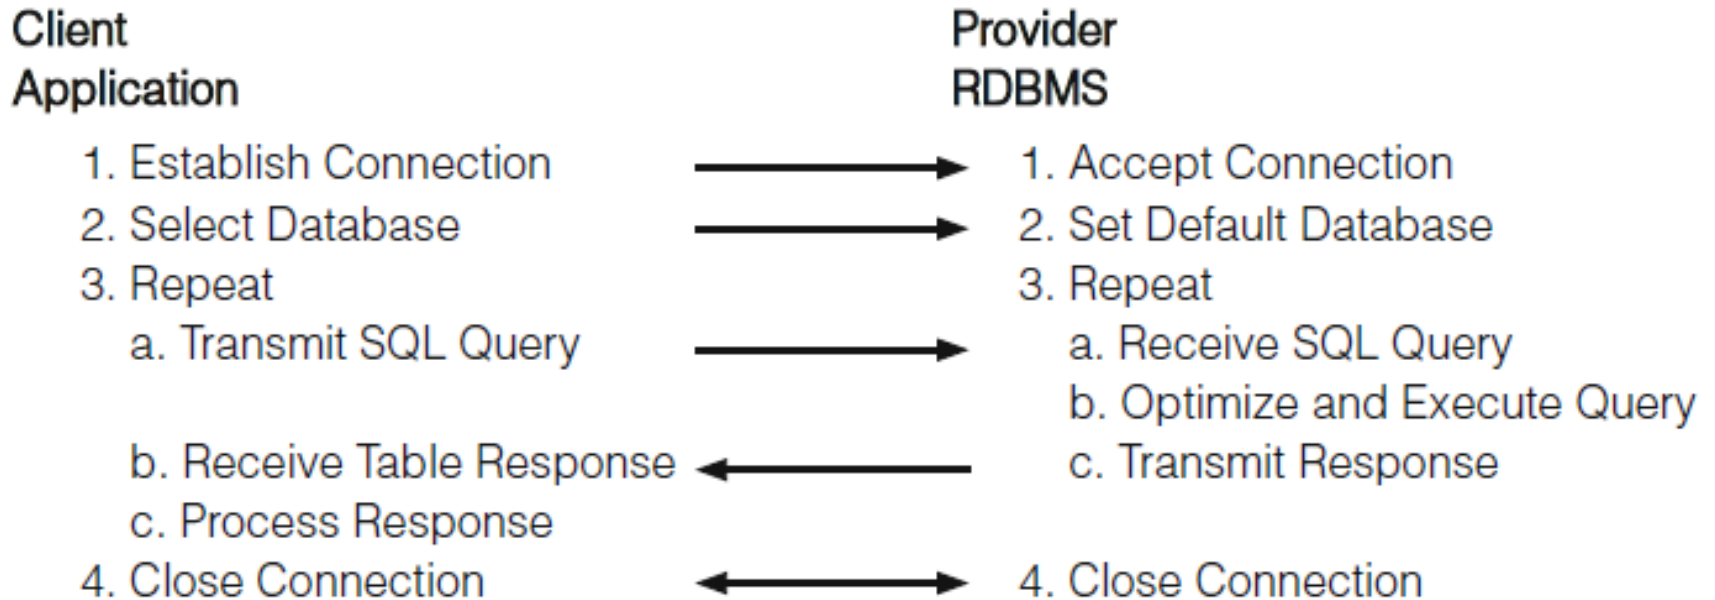 Client
Application
1. Establish Connection
2. Select Database
3. Repeat
a. Transmit SQL Query
b. Receive Table Response
c. Process Response
4. Close Connection
Provider
RDBMS
1. Accept Connection
2. Set Default Database
3. Repeat
a. Receive SQL Query
b. Optimize and Execute Query
c. Transmit Response
4. Close Connection